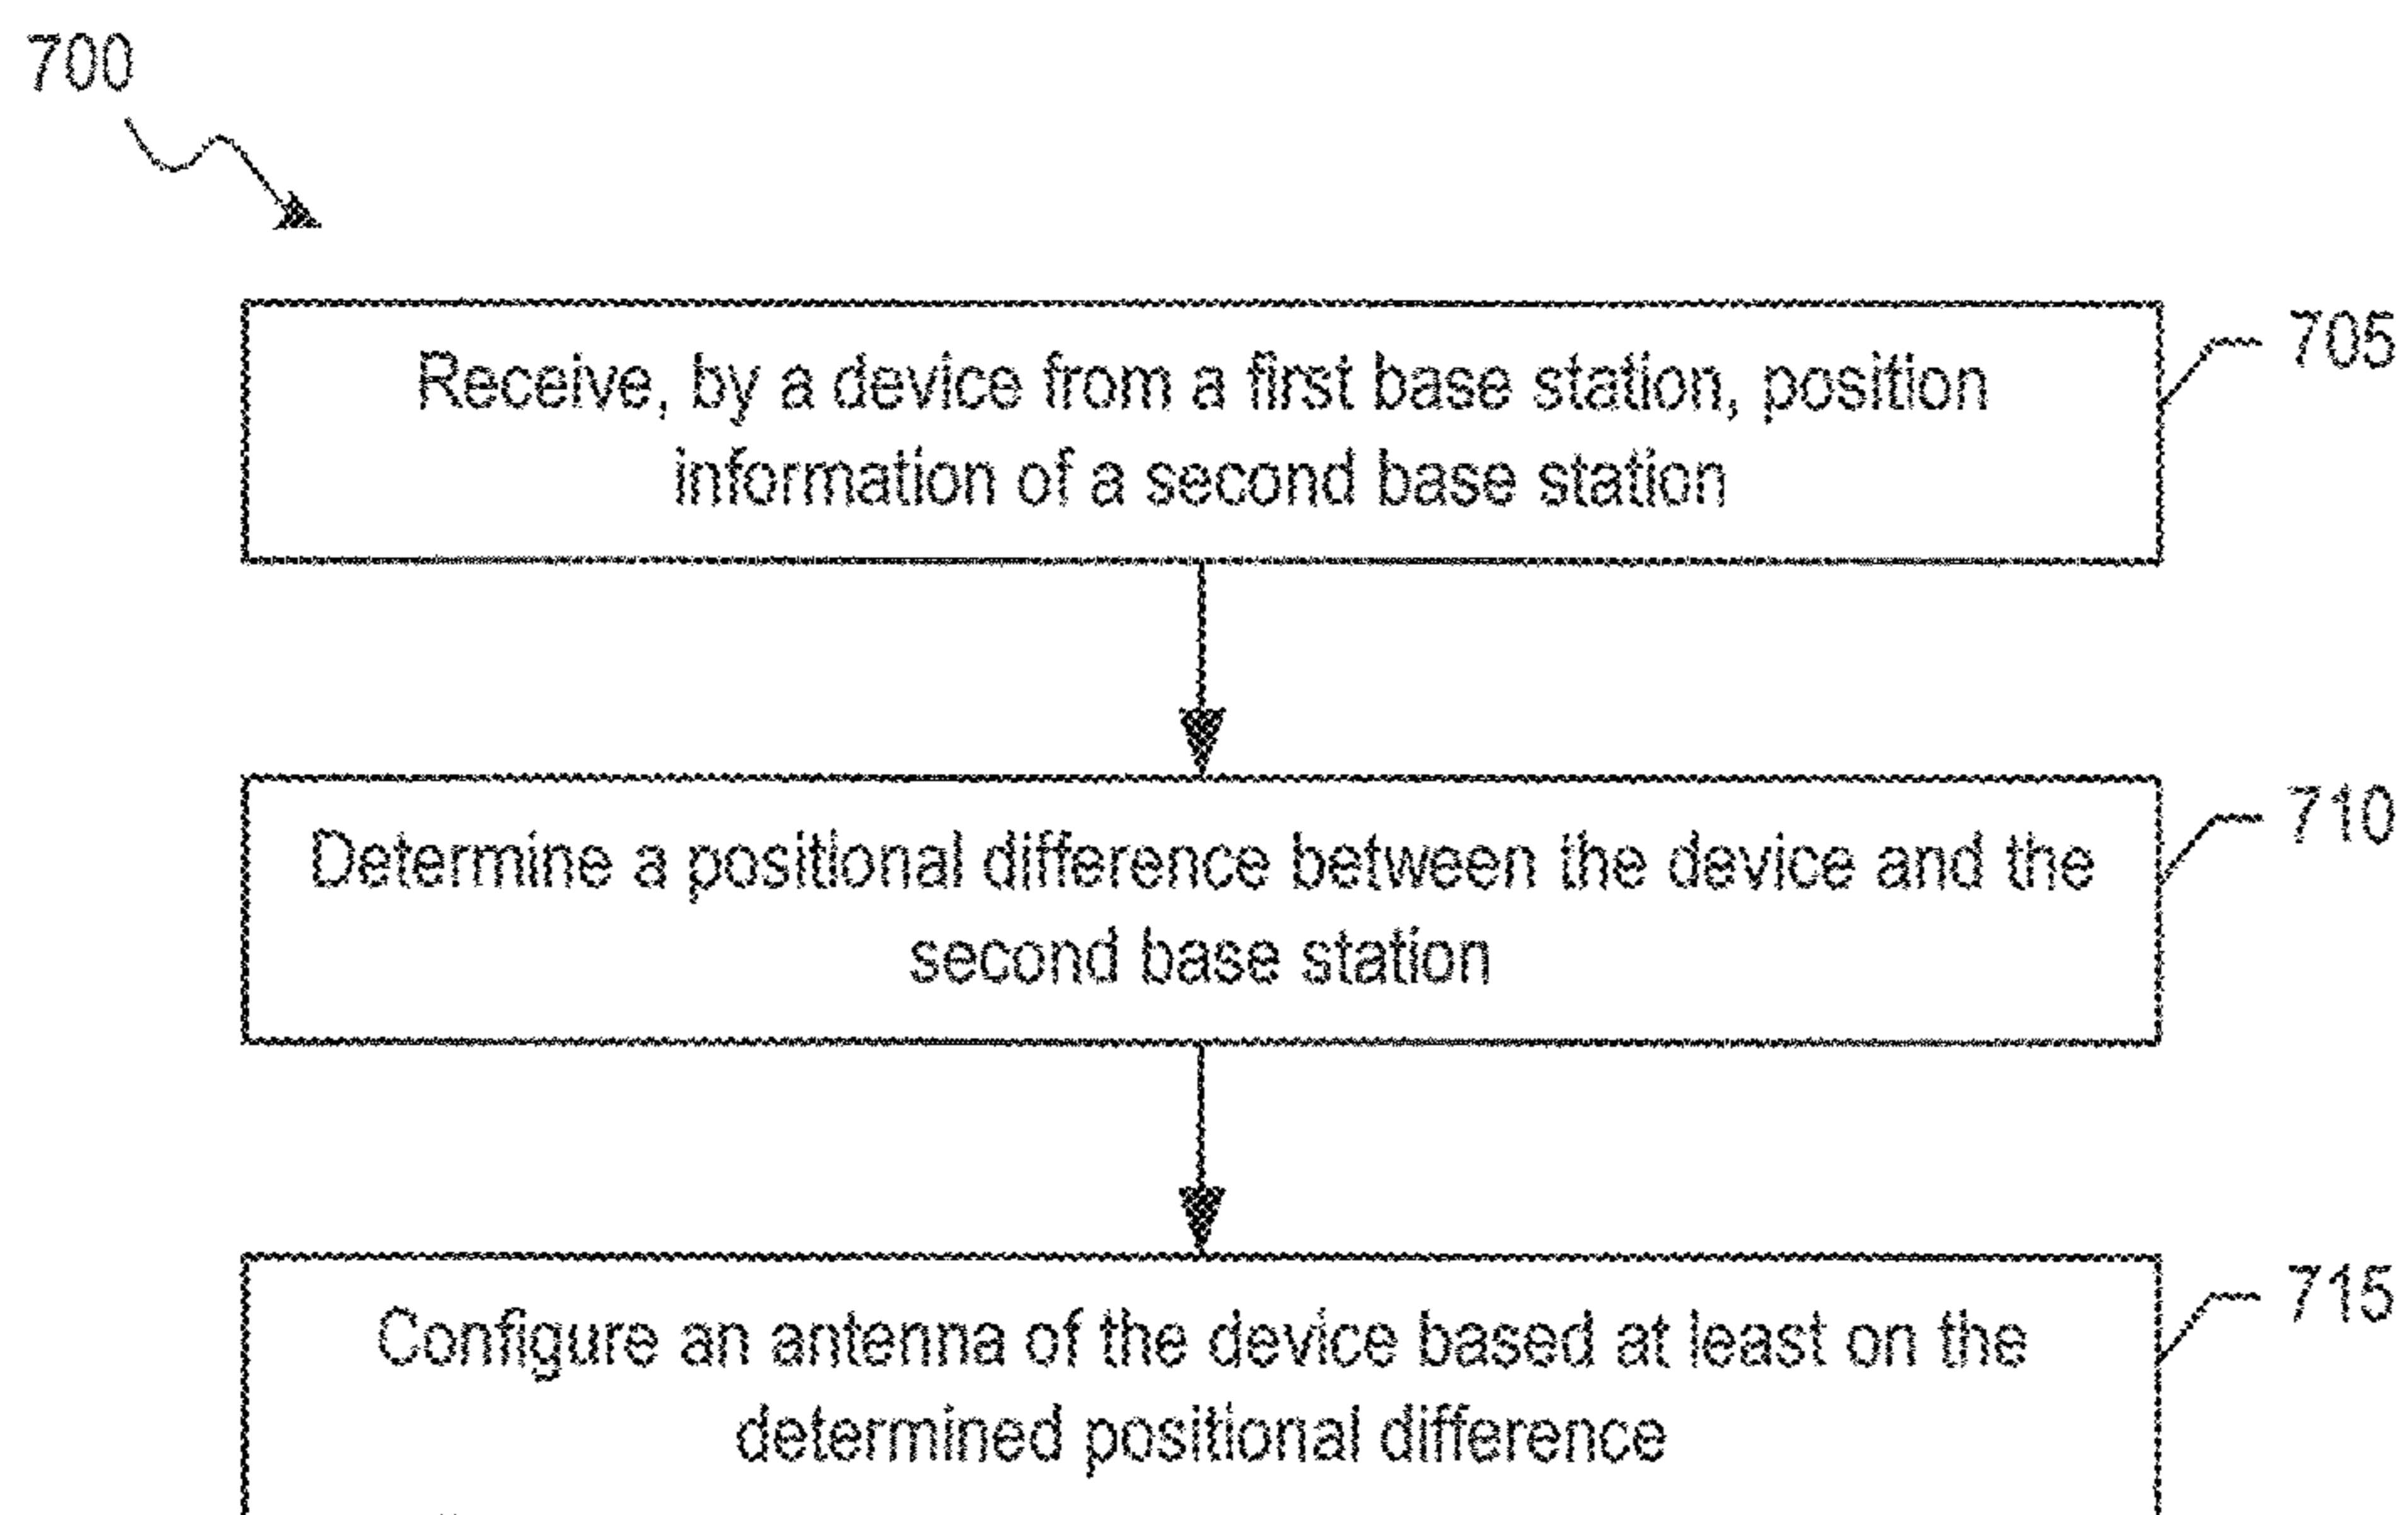 700
Receive, by a device from a first base station, position
information of a second base station
705
Determine a positional difference between the device and the
second base station
710
Configure an antenna of the device based at least on the
determined positional difference
715